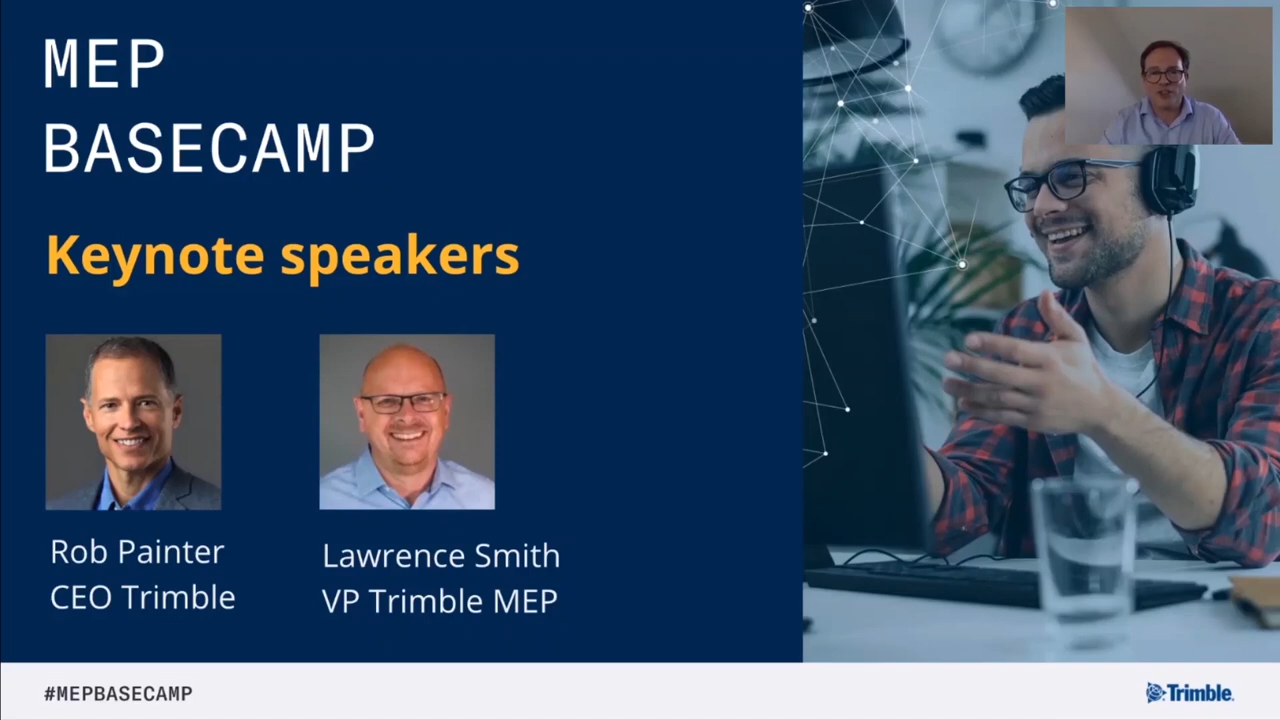 MEP
BASECAMP
Keynote speakers
Rob Painter
CEO Trimble
Lawrence Smith
VP Trimble MEP
#MEPBASECAMP
Trimble